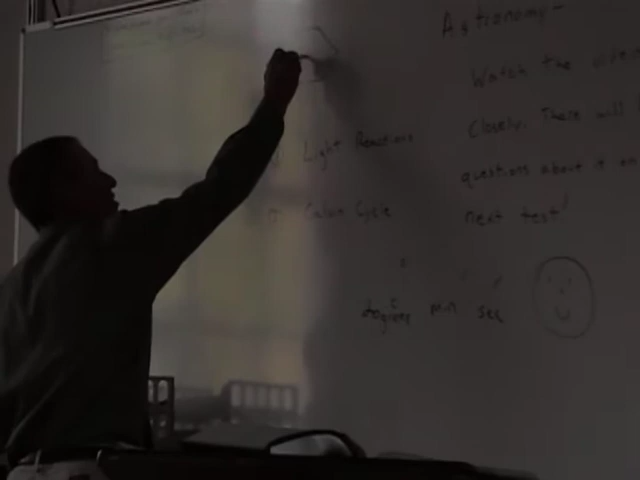 Astronomy -
Watch the video
Closely. There will
questions about it on
next test!
Light Reactions
Calvin Cycle
degree min sec